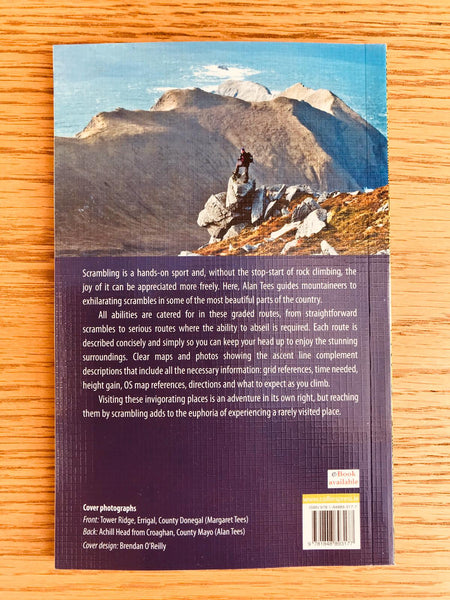 Scrambling is a hands-on sport and, without the stop-start of rock climbing, the
joy of it can be appreciated more freely. Here, Alan Tees guides mountaineers to
exhilarating scrambles in some of the most beautiful parts of the country.
All abilities are catered for in these graded routes, from straightforward
scrambles to serious routes where the ability to abseil is required. Each route is
described concisely and simply so you can keep your head up to enjoy the stunning
surroundings. Clear maps and photos showing the ascent line complement
descriptions that include all the necessary information: grid references, time needed,
height gain, OS map references, directions and what to expect as you climb.
Visiting these invigorating places is an adventure in its own right, but reaching
them by scrambling adds to the euphoria of experiencing a rarely visited place.
e-Book
available
www.collinspress.ie
Cover photographs
Front: Tower Ridge, Errigal, County Donegal (Margaret Tees)
Back: Achill Head from Croaghan, County Mayo (Alan Tees)
Cover design: Brendan O'Reilly